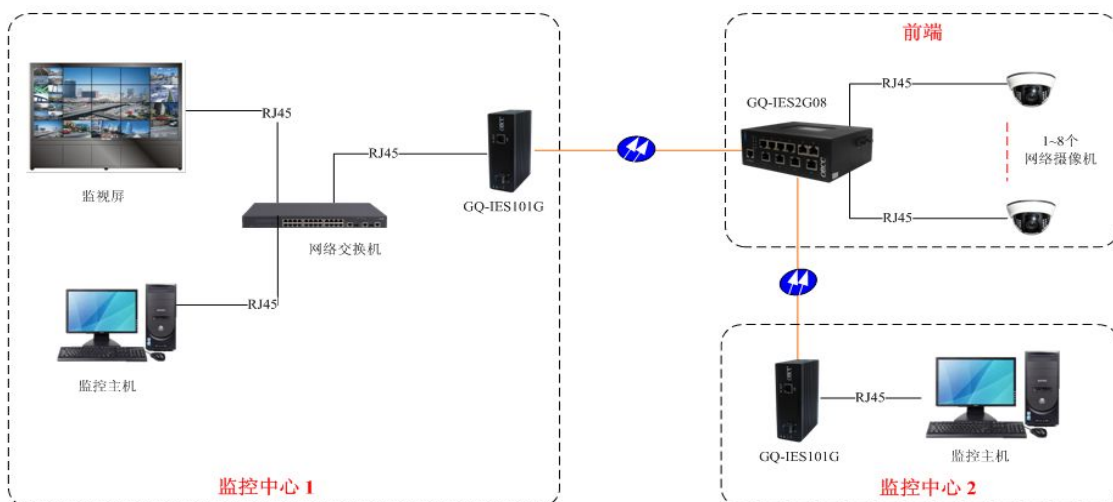 前端
RJ45
GQ-IES2G08
1~8个
网络摄像机
RJ45
RJ45
RJ45
GQ-IES101G
监视屏
网络交换机
RJ45
监控主机
监控中心 1
RJ45
GQ-IES101G
监控主机
监控中心 2